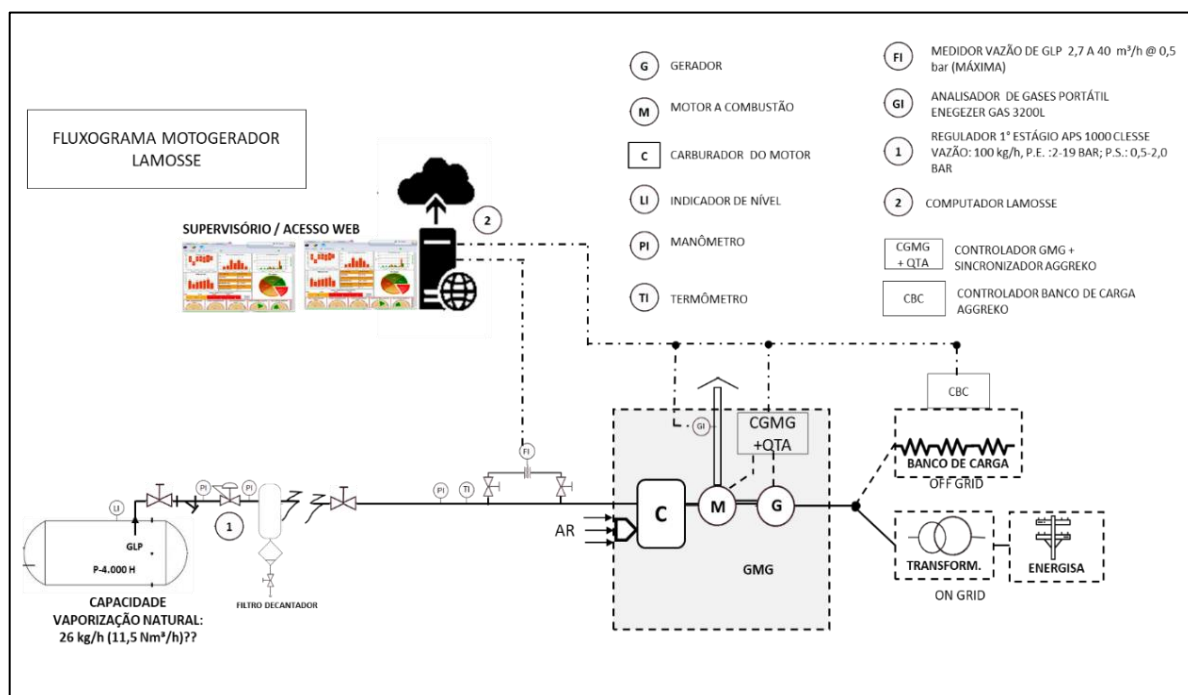 FLUXOGRAMA MOTOGERADOR
LAMOSSE
SUPERVISÓRIO / ACESSO WEB
2
G
GERADOR
M
MOTOR A COMBUSTÃO
C
CARBURADOR DO MOTOR
LI
INDICADOR DE NÍVEL
PI
MANÔMETRO
TI
TERMÔMETRO
FI
MEDIDOR VAZÃO DE GLP 2,7 A 40 m³/h @ 0,5
bar (MÁXIMA)
GI
ANALISADOR DE GASES PORTÁTIL
ENEGEZER GAS 3200L
1
REGULADOR 1° ESTÁGIO APS 1000 CLESSE
VAZÃO: 100 kg/h, P.E. :2-19 BAR; P.S.: 0,5-2,0
BAR
2
COMPUTADOR LAMOSSE
CGMG
+ QTA
CONTROLADOR GMG +
SINCRONIZADOR AGGREKO
CBC
CONTROLADOR BANCO DE CARGA
AGGREKO
CBC
GI
CGMG
+QTA
BANCO DE CARGA
OFF GRID
FI
PI
PI
LI
1
PI
TI
C
M
G
AR
GMG
GLP
P-4.000 H
FILTRO DECANTADOR
CAPACIDADE
VAPORIZAÇÃO NATURAL:
26 kg/h (11,5 Nm³/h)??
TRANSFORM.
ENERGISA
ON GRID